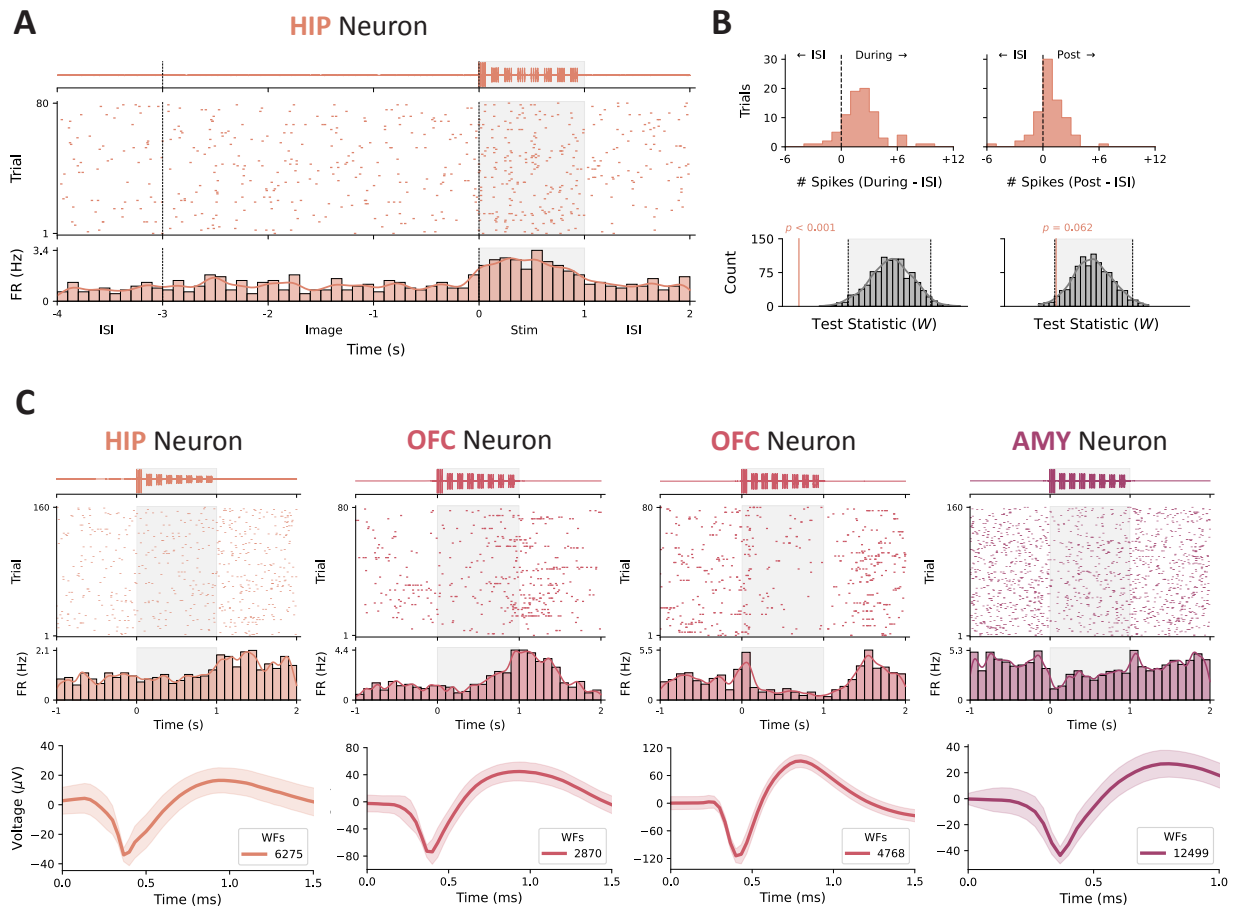 A
HIP Neuron
80
Trial
1
3.4
FR (Hz)
0
-4 -3 -2 -1 0 1 2
ISI Image Stim ISI
Time (s)
B
← ISI During →
← ISI Post →
30
Trials
15
0
-6 0 +6 +12
-6 0 +6 +12
# Spikes (During - ISI)
# Spikes (Post - ISI)
p < 0.001
p = 0.062
150
Count
75
0
Test Statistic (W)
Test Statistic (W)
C
HIP Neuron
OFC Neuron
OFC Neuron
AMY Neuron
160
Trial
1
80
Trial
1
80
Trial
1
160
Trial
1
2.1
FR (Hz)
0
-1 0 1 2
Time (s)
4.4
FR (Hz)
0
-1 0 1 2
Time (s)
5.5
FR (Hz)
0
-1 0 1 2
Time (s)
5.3
FR (Hz)
0
-1 0 1 2
Time (s)
40
20
0
−20
−40
Voltage (μV)
WFs
6275
0.0 0.5 1.0 1.5
Time (ms)
80
40
0
−40
−80
WFs
2870
0.0 0.5 1.0 1.5
Time (ms)
120
60
0
−60
−120
WFs
4768
0.0 0.5 1.0 1.5
Time (ms)
40
20
0
−20
−40
WFs
12499
0.0 0.5 1.0
Time (ms)